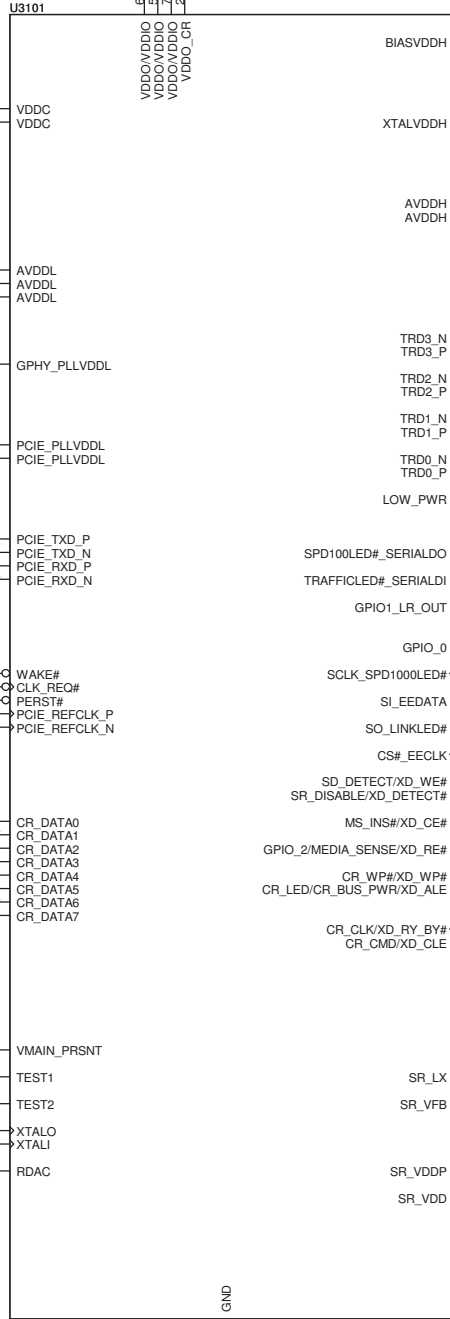 U3101
VDDO/VDDIO
VDDO/VDDIO
VDDO/VDDIO
VDDO_CR
BIASVDDH
VDDC
VDDC
XTALVDDH
AVDDH
AVDDH
AVDDL
AVDDL
AVDDL
TRD3_N
TRD3_P
GPHY_PLLVDDL
TRD2_N
TRD2_P
TRD1_N
TRD1_P
PCIE_PLLVDDL
PCIE_PLLVDDL
TRD0_N
TRD0_P
LOW_PWR
PCIE_TXD_P
PCIE_TXD_N
PCIE_RXD_P
PCIE_RXD_N
SPD100LED#_SERIALDO
TRAFFICLED#_SERIALDI
GPIO1_LR_OUT
GPIO_0
WAKE#
CLK_REQ#
PERST#
PCIE_REFCLK_P
PCIE_REFCLK_N
SCLK_SPD1000LED#
SI_EEDATA
SO_LINKLED#
CS#_EECLK
SD_DETECT/XD_WE#
SR_DISABLE/XD_DETECT#
CR_DATA0
CR_DATA1
CR_DATA2
CR_DATA3
CR_DATA4
CR_DATA5
CR_DATA6
CR_DATA7
MS_INS#/XD_CE#
GPIO_2/MEDIA_SENSE/XD_RE#
CR_WP#/XD_WP#
CR_LED/CR_BUS_PWR/XD_ALE
CR_CLK/XD_RY_BY#
CR_CMD/XD_CLE
VMAIN_PRSNT
TEST1
TEST2
XTALO
XTALI
RDAC
SR_LX
SR_VFB
SR_VDDP
SR_VDD
GND